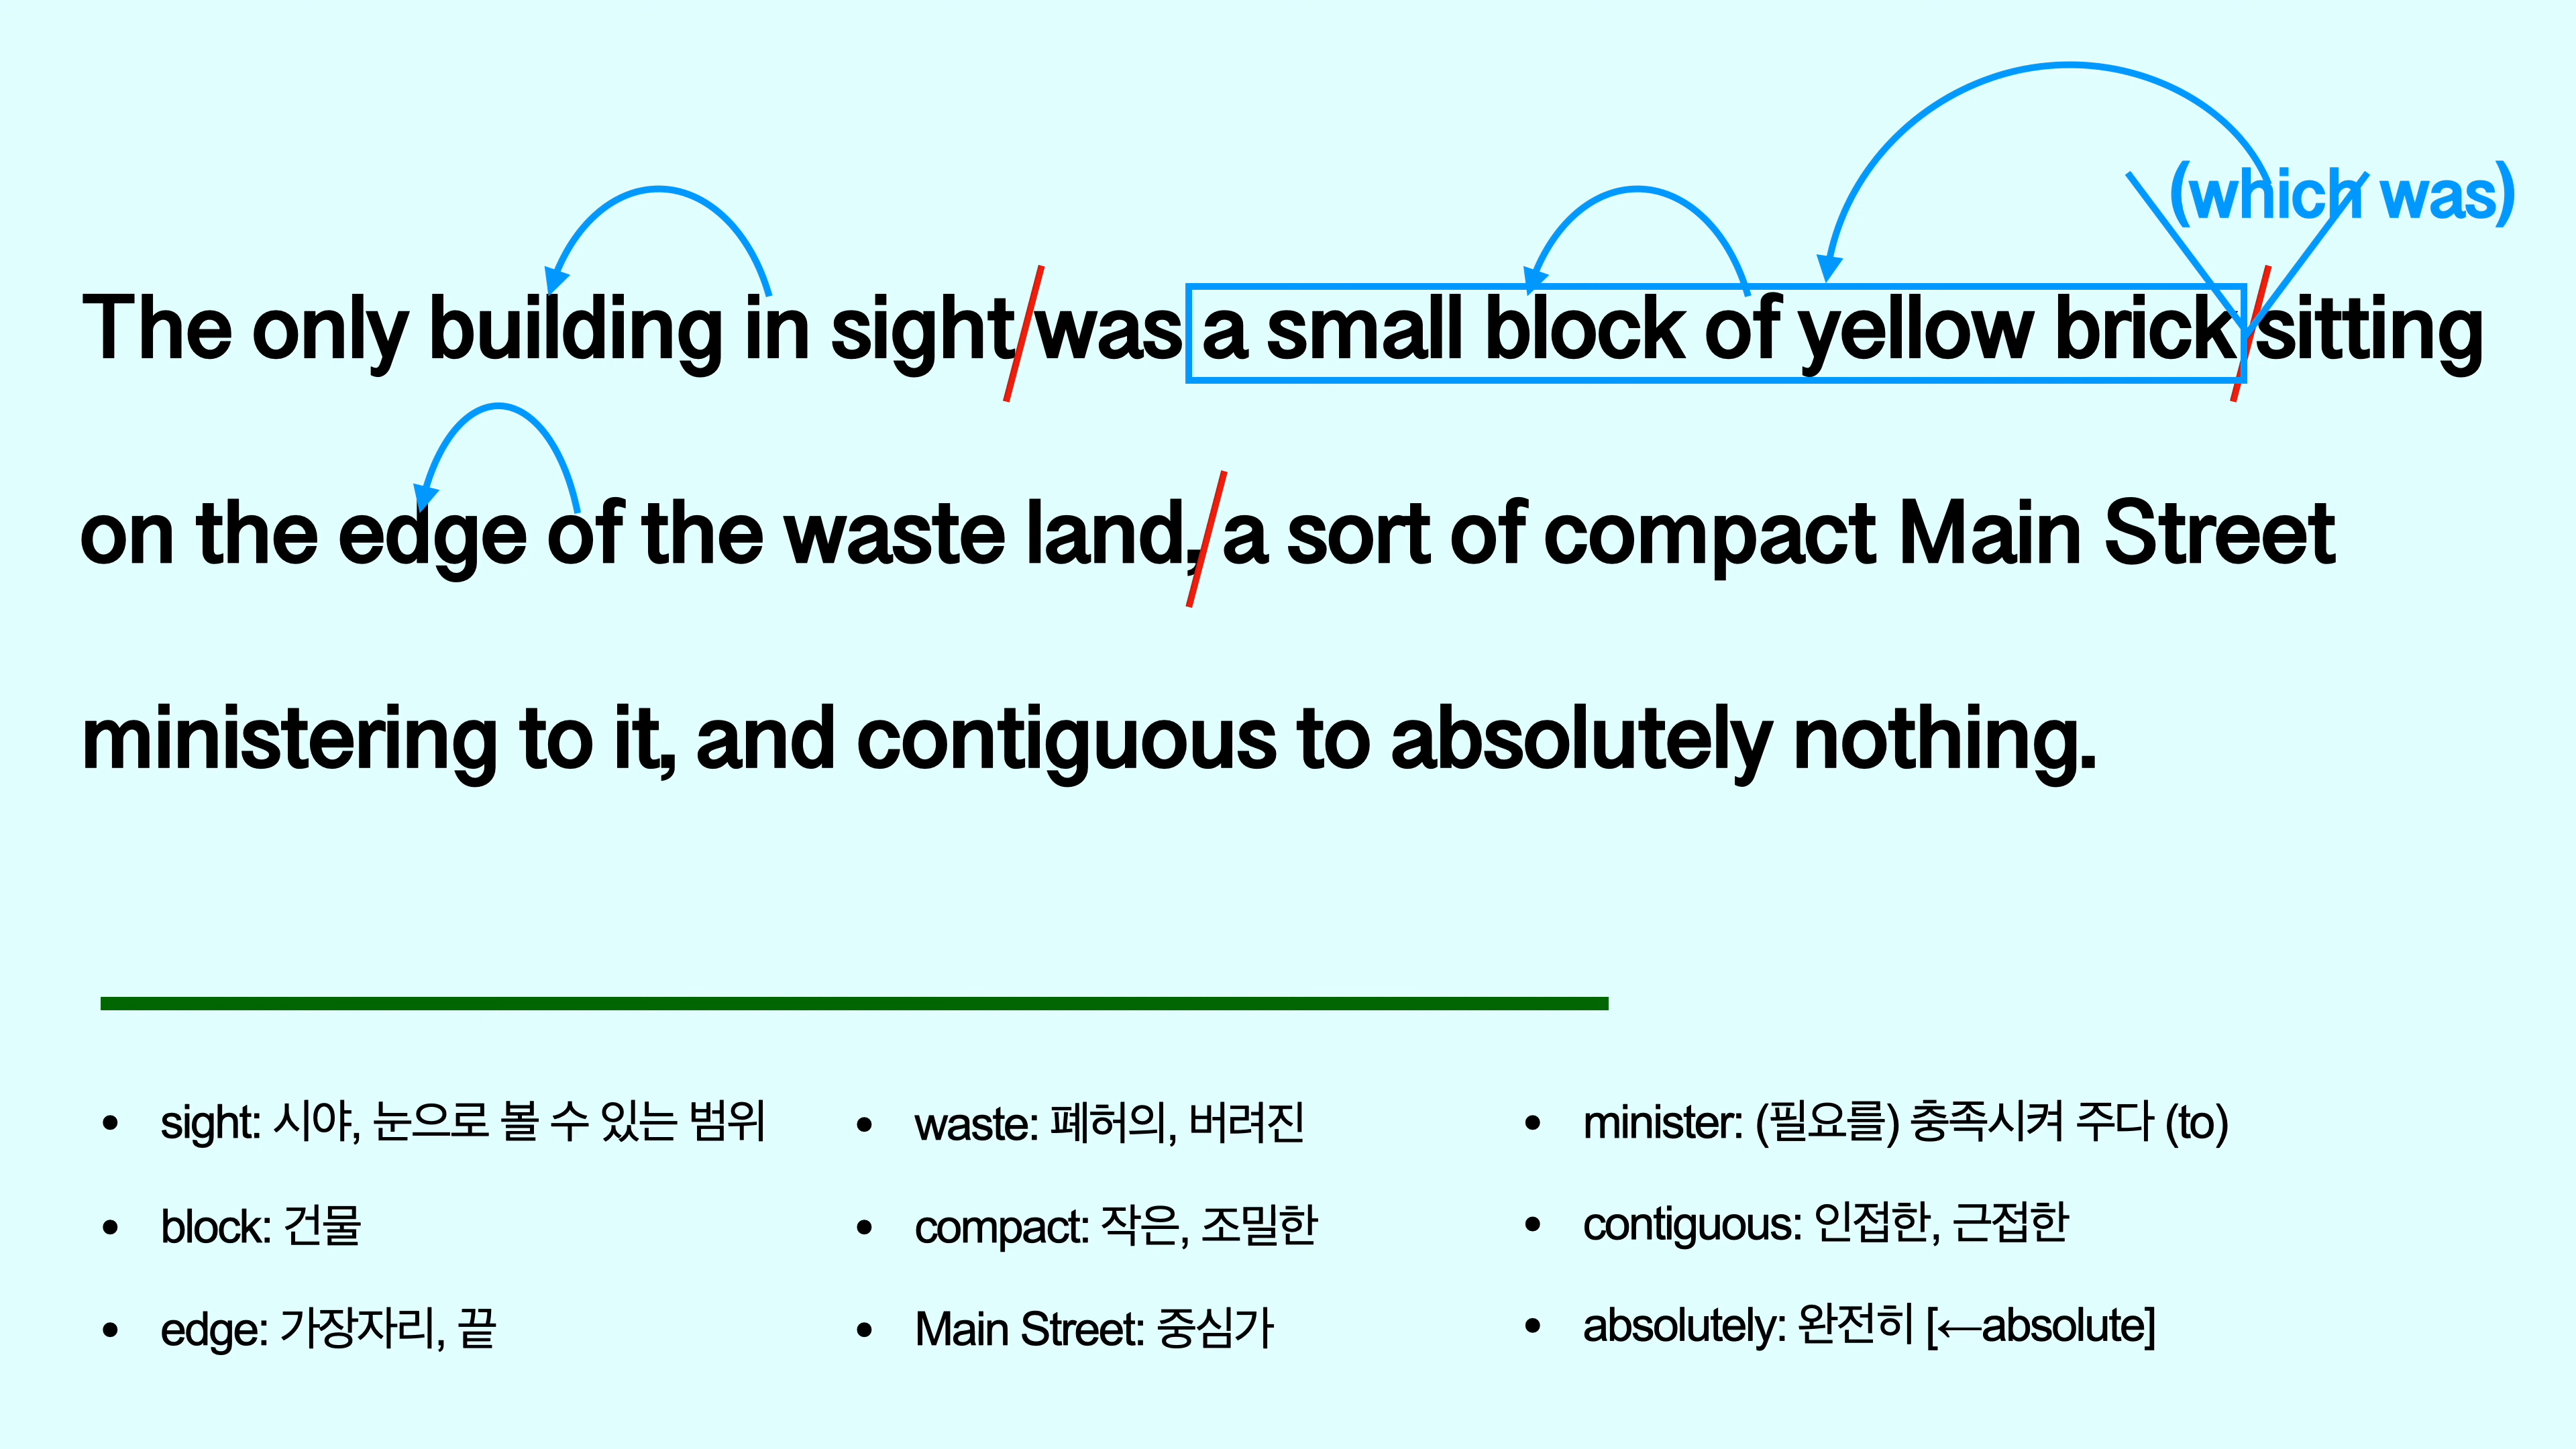 (which was)
The only building in sight was a small block of yellow brick sitting
on the edge of the waste land, a sort of compact Main Street
ministering to it, and contiguous to absolutely nothing.
• sight: 시야, 눈으로 볼 수 있는 범위
• block: 건물
• edge: 가장자리, 끝
• waste: 폐허의, 버려진
• compact: 작은, 조밀한
• Main Street: 중심가
• minister: (필요를) 충족시켜 주다 (to)
• contiguous: 인접한, 근접한
• absolutely: 완전히 [←absolute]